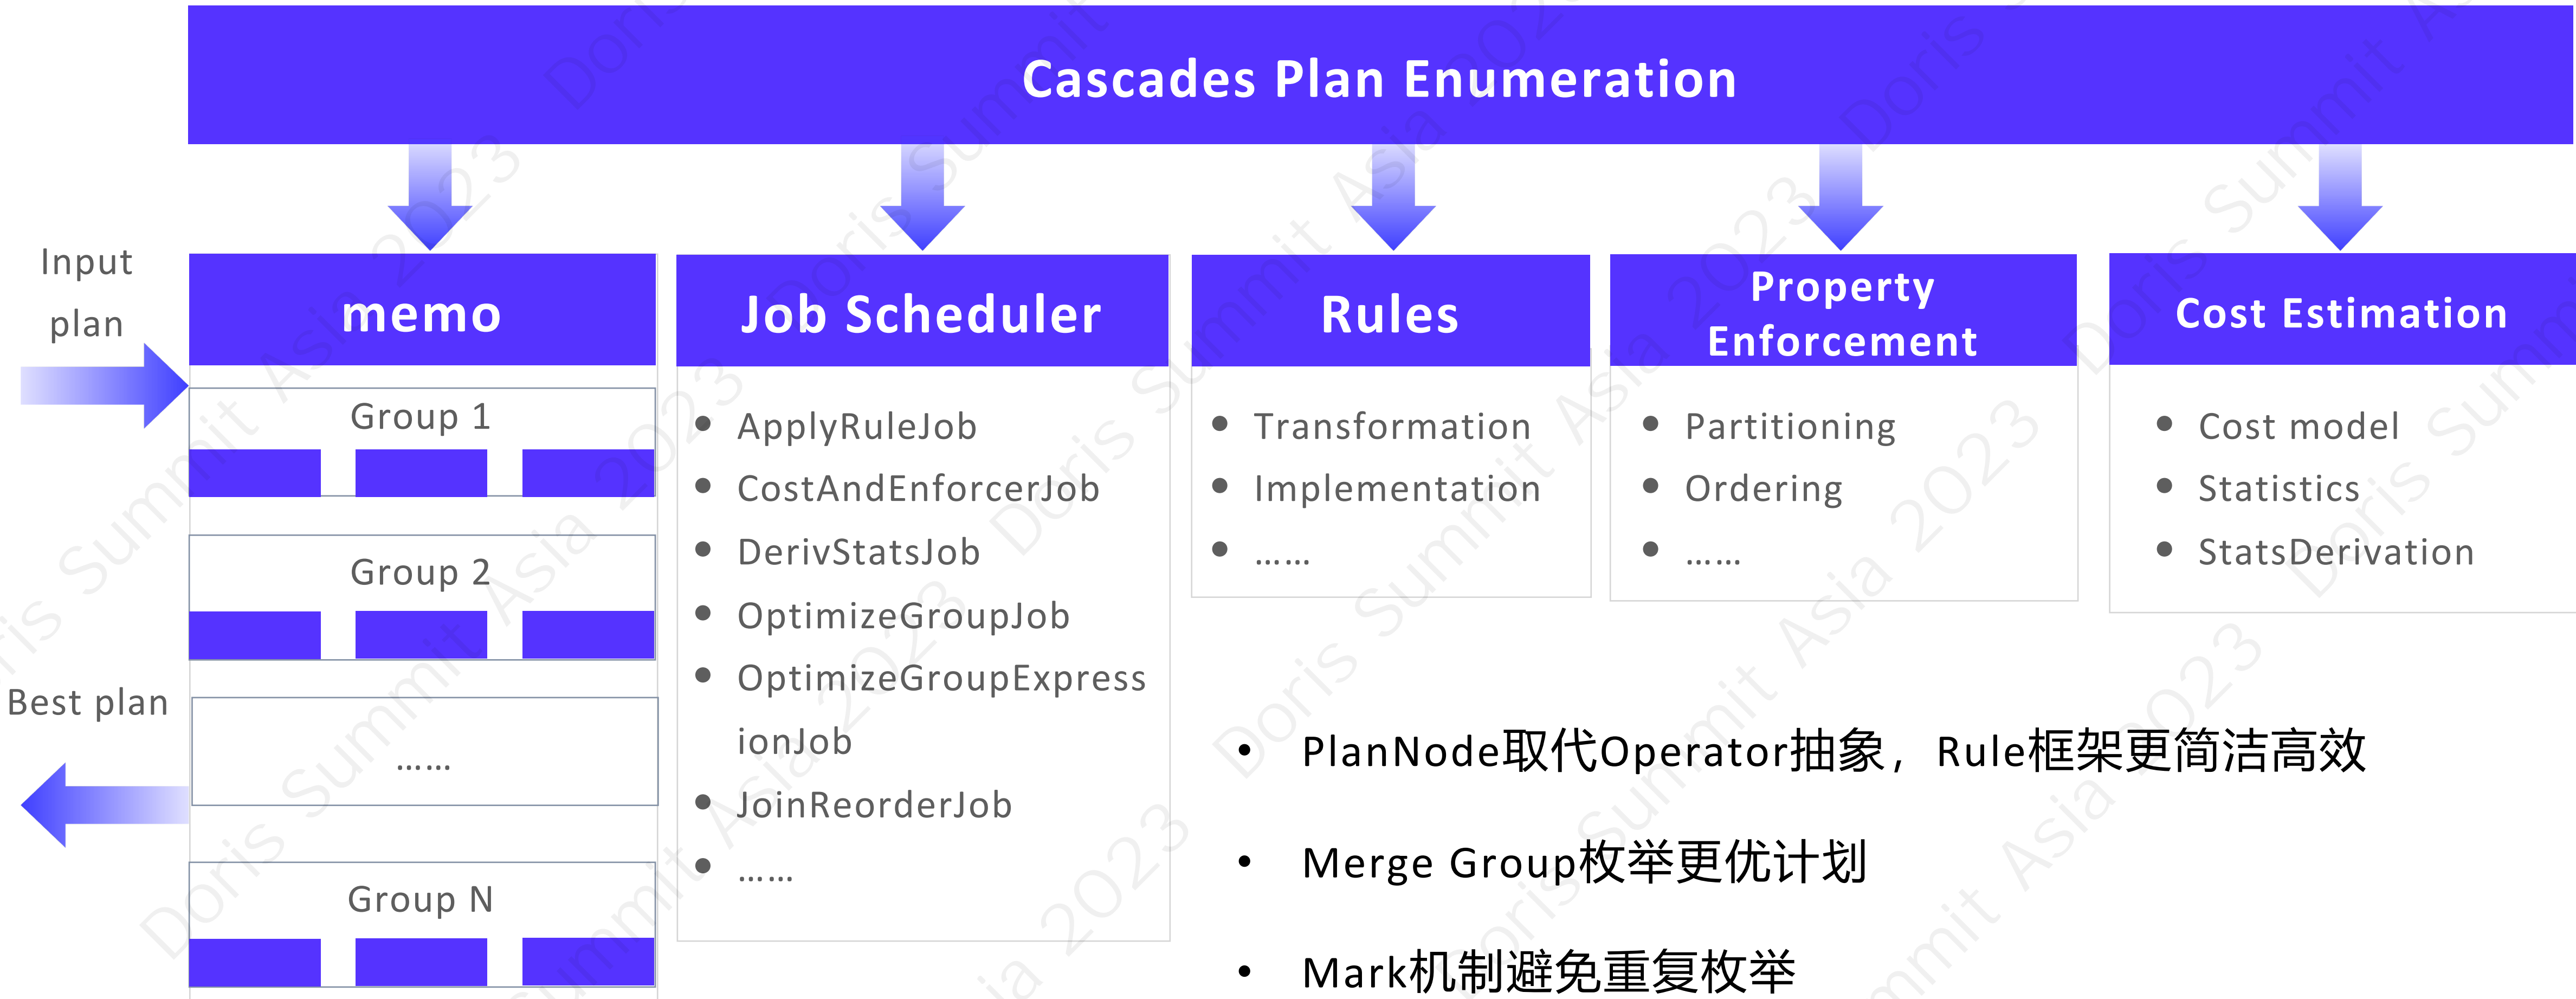 Cascades Plan Enumeration
Input
plan
Best plan
memo
Group 1
Group 2
......
Group N
Job Scheduler
• ApplyRuleJob
• CostAndEnforcerJob
• DerivStatsJob
• OptimizeGroupJob
• OptimizeGroupExpress
ionJob
• JoinReorderJob
• ......
Rules
• Transformation
• Implementation
• ......
Property
Enforcement
• Partitioning
• Ordering
• ......
Cost Estimation
• Cost model
• Statistics
• StatsDerivation
• PlanNode取代Operator抽象，Rule框架更简洁高效
• Merge Group枚举更优计划
• Mark机制避免重复枚举
Doris Summit Asia 2023